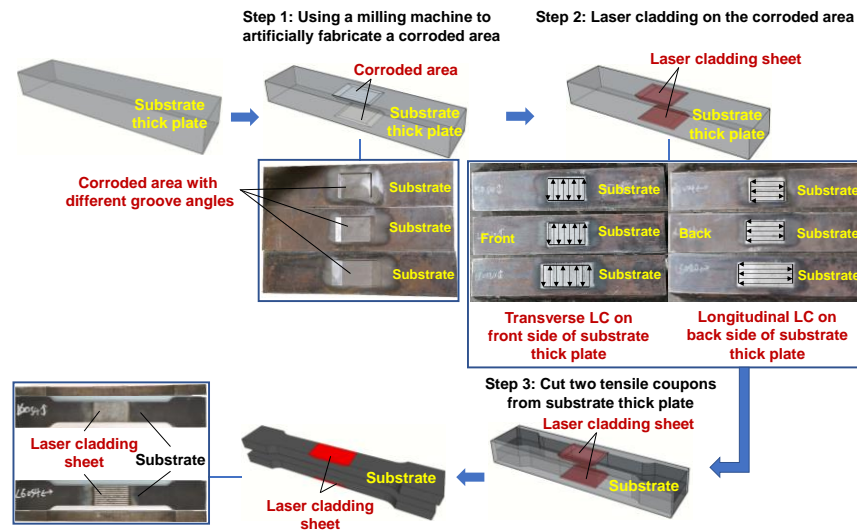 Step 1: Using a milling machine to
artificially fabricate a corroded area
Step 2: Laser cladding on the corroded area
Substrate
thick plate
Corroded area
Substrate
thick plate
Laser cladding sheet
Substrate
thick plate
Corroded area with
different groove angles
Substrate
Substrate
Substrate
Substrate
Substrate
Front
Substrate
Back
Substrate
Substrate
Substrate
Transverse LC on
front side of substrate
thick plate
Longitudinal LC on
back side of substrate
thick plate
Step 3: Cut two tensile coupons
from substrate thick plate
Laser cladding sheet
Substrate
Substrate
Laser cladding
sheet
Laser cladding
sheet
Substrate